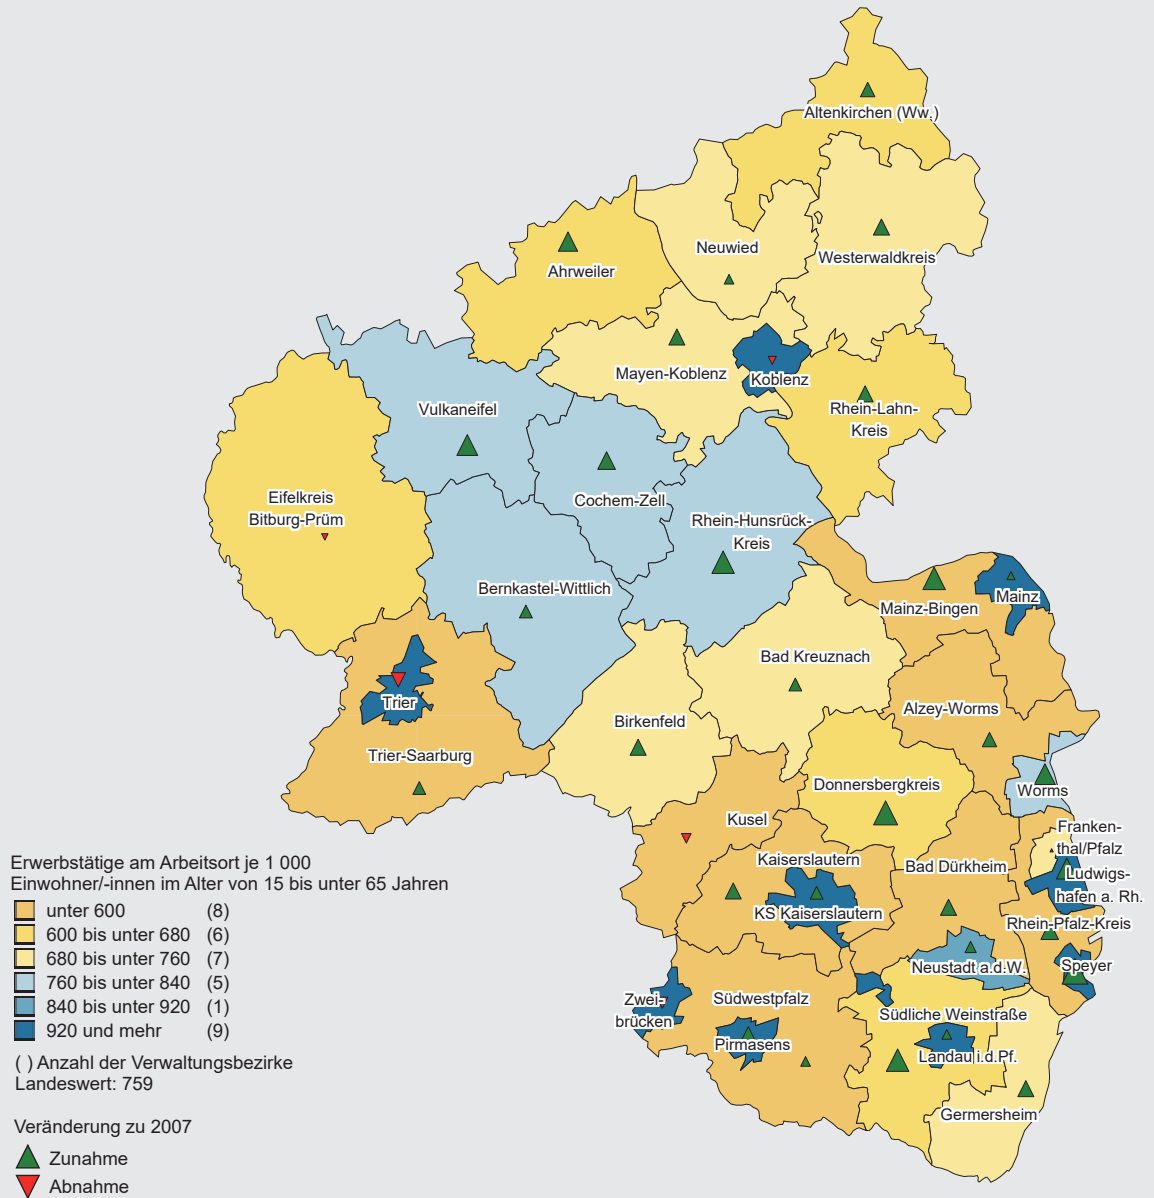 Altenkirchen (Ww.)
Neuwied
Westerwaldkreis
Ahrweiler
Mayen-Koblenz
Koblenz
Vulkaneifel
Rhein-Lahn-
Kreis
Eifelkreis
Bitburg-Prüm
Cochem-Zell
Rhein-Hunsrück-
Kreis
Bernkastel-Wittlich
Mainz-Bingen
Mainz
Bad Kreuznach
Trier
Alzey-Worms
Birkenfeld
Trier-Saarburg
Donnersbergkreis
Worms
Kusel
Franken-
thal/Pfalz
Kaiserslautern
Bad Dürkheim
Ludwigs-
hafen a. Rh.
KS Kaiserslautern
Rhein-Pfalz-Kreis
Neustadt a.d.W.
Speyer
Zwei-
brücken
Südwestpfalz
Südliche Weinstraße
Pirmasens
Landau i.d.Pf.
Germersheim
Erwerbstätige am Arbeitsort je 1 000
Einwohner/-innen im Alter von 15 bis unter 65 Jahren
unter 600 (8)
600 bis unter 680 (6)
680 bis unter 760 (7)
760 bis unter 840 (5)
840 bis unter 920 (1)
920 und mehr (9)
( ) Anzahl der Verwaltungsbezirke
Landeswert: 759
Veränderung zu 2007
Zunahme
Abnahme